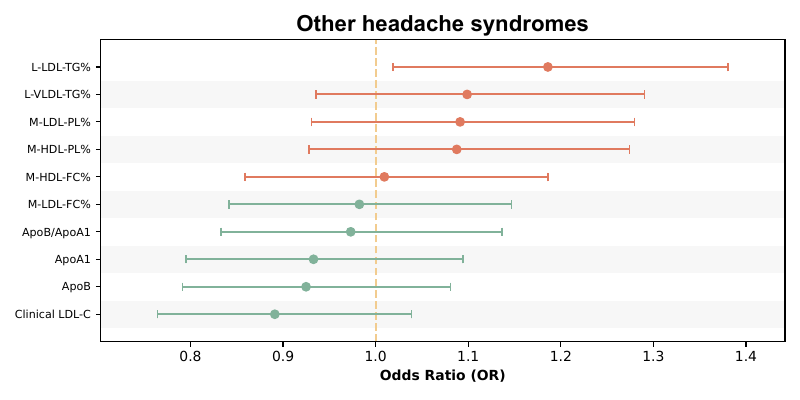 Other headache syndromes
L-LDL-TG%
L-VLDL-TG%
M-LDL-PL%
M-HDL-PL%
M-HDL-FC%
M-LDL-FC%
ApoB/ApoA1
ApoA1
ApoB
Clinical LDL-C
0.8 0.9 1.0 1.1 1.2 1.3 1.4
Odds Ratio (OR)